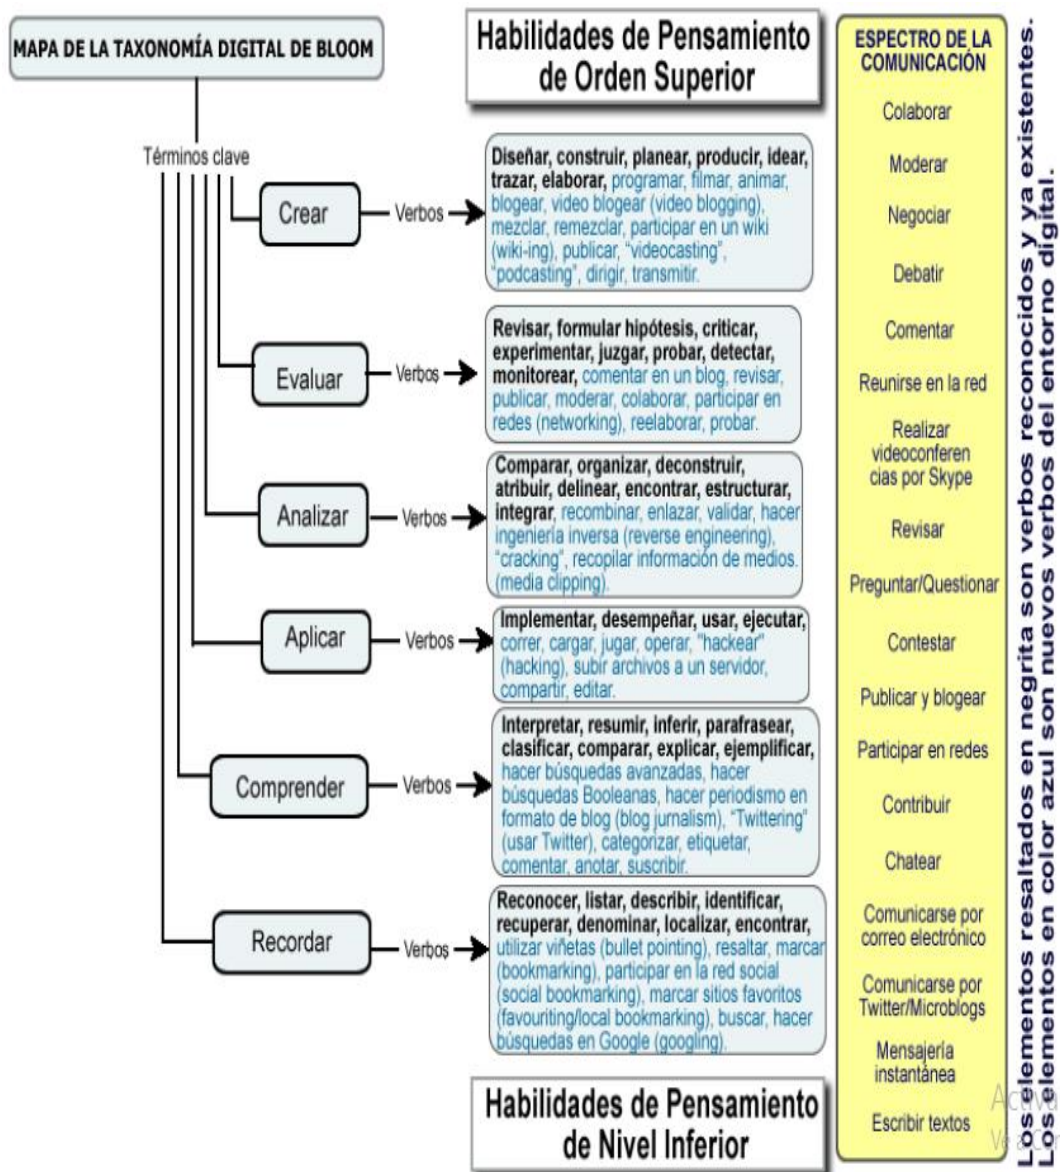 MAPA DE LA TAXONOMÍA DIGITAL DE BLOOM
Términos clave
Habilidades de Pensamiento
de Orden Superior
Crear
Verbos
Diseñar, construir, planear, producir, idear,
trazar, elaborar, programar, filmar, animar,
blogear, video blogear (video blogging),
mezclar, remezclar, participar en un wiki
(wiki-ing), publicar, “videocasting”,
“podcasting”, dirigir, transmitir.
Evaluar
Verbos
Revisar, formular hipótesis, criticar,
experimentar, juzgar, probar, detectar,
monitorear, comentar en un blog, revisar,
publicar, moderar, colaborar, participar en
redes (networking), reelaborar, probar.
Analizar
Verbos
Comparar, organizar, deconstruir,
atribuir, delinear, encontrar, estructurar,
integrar, recombinar, enlazar, validar, hacer
ingeniería inversa (reverse engineering),
“cracking”, recopilar información de medios.
(media clipping).
Aplicar
Verbos
Implementar, desempeñar, usar, ejecutar,
correr, cargar, jugar, operar, "hackear"
(hacking), subir archivos a un servidor,
compartir, editar.
Comprender
Verbos
Interpretar, resumir, inferir, parafrasear,
clasificar, comparar, explicar, ejemplificar,
hacer búsquedas avanzadas, hacer
búsquedas Booleanas, hacer periodismo en
formato de blog (blog jurnalism), “Twittering”
(usar Twitter), categorizar, etiquetar,
comentar, anotar, suscribir.
Recordar
Verbos
Reconocer, listar, describir, identificar,
recuperar, denominar, localizar, encontrar,
utilizar viñetas (bullet pointing), resaltar, marcar
(bookmarking), participar en la red social
(social bookmarking), marcar sitios favoritos
(favouriting/local bookmarking), buscar, hacer
búsquedas en Google (googling).
Habilidades de Pensamiento
de Nivel Inferior
ESPECTRO DE LA
COMUNICACIÓN
Colaborar
Moderar
Negociar
Debatir
Comentar
Reunirse en la red
Realizar
videoconferen
cias por Skype
Revisar
Preguntar/Questionar
Contestar
Publicar y blogear
Participar en redes
Contribuir
Chatear
Comunicarse por
correo electrónico
Comunicarse por
Twitter/Microblogs
Mensajería
instantánea
Escribir textos
Los elementos resaltados en negrita son verbos reconocidos y ya existentes.
Los elementos en color azul son nuevos verbos del entorno digital.